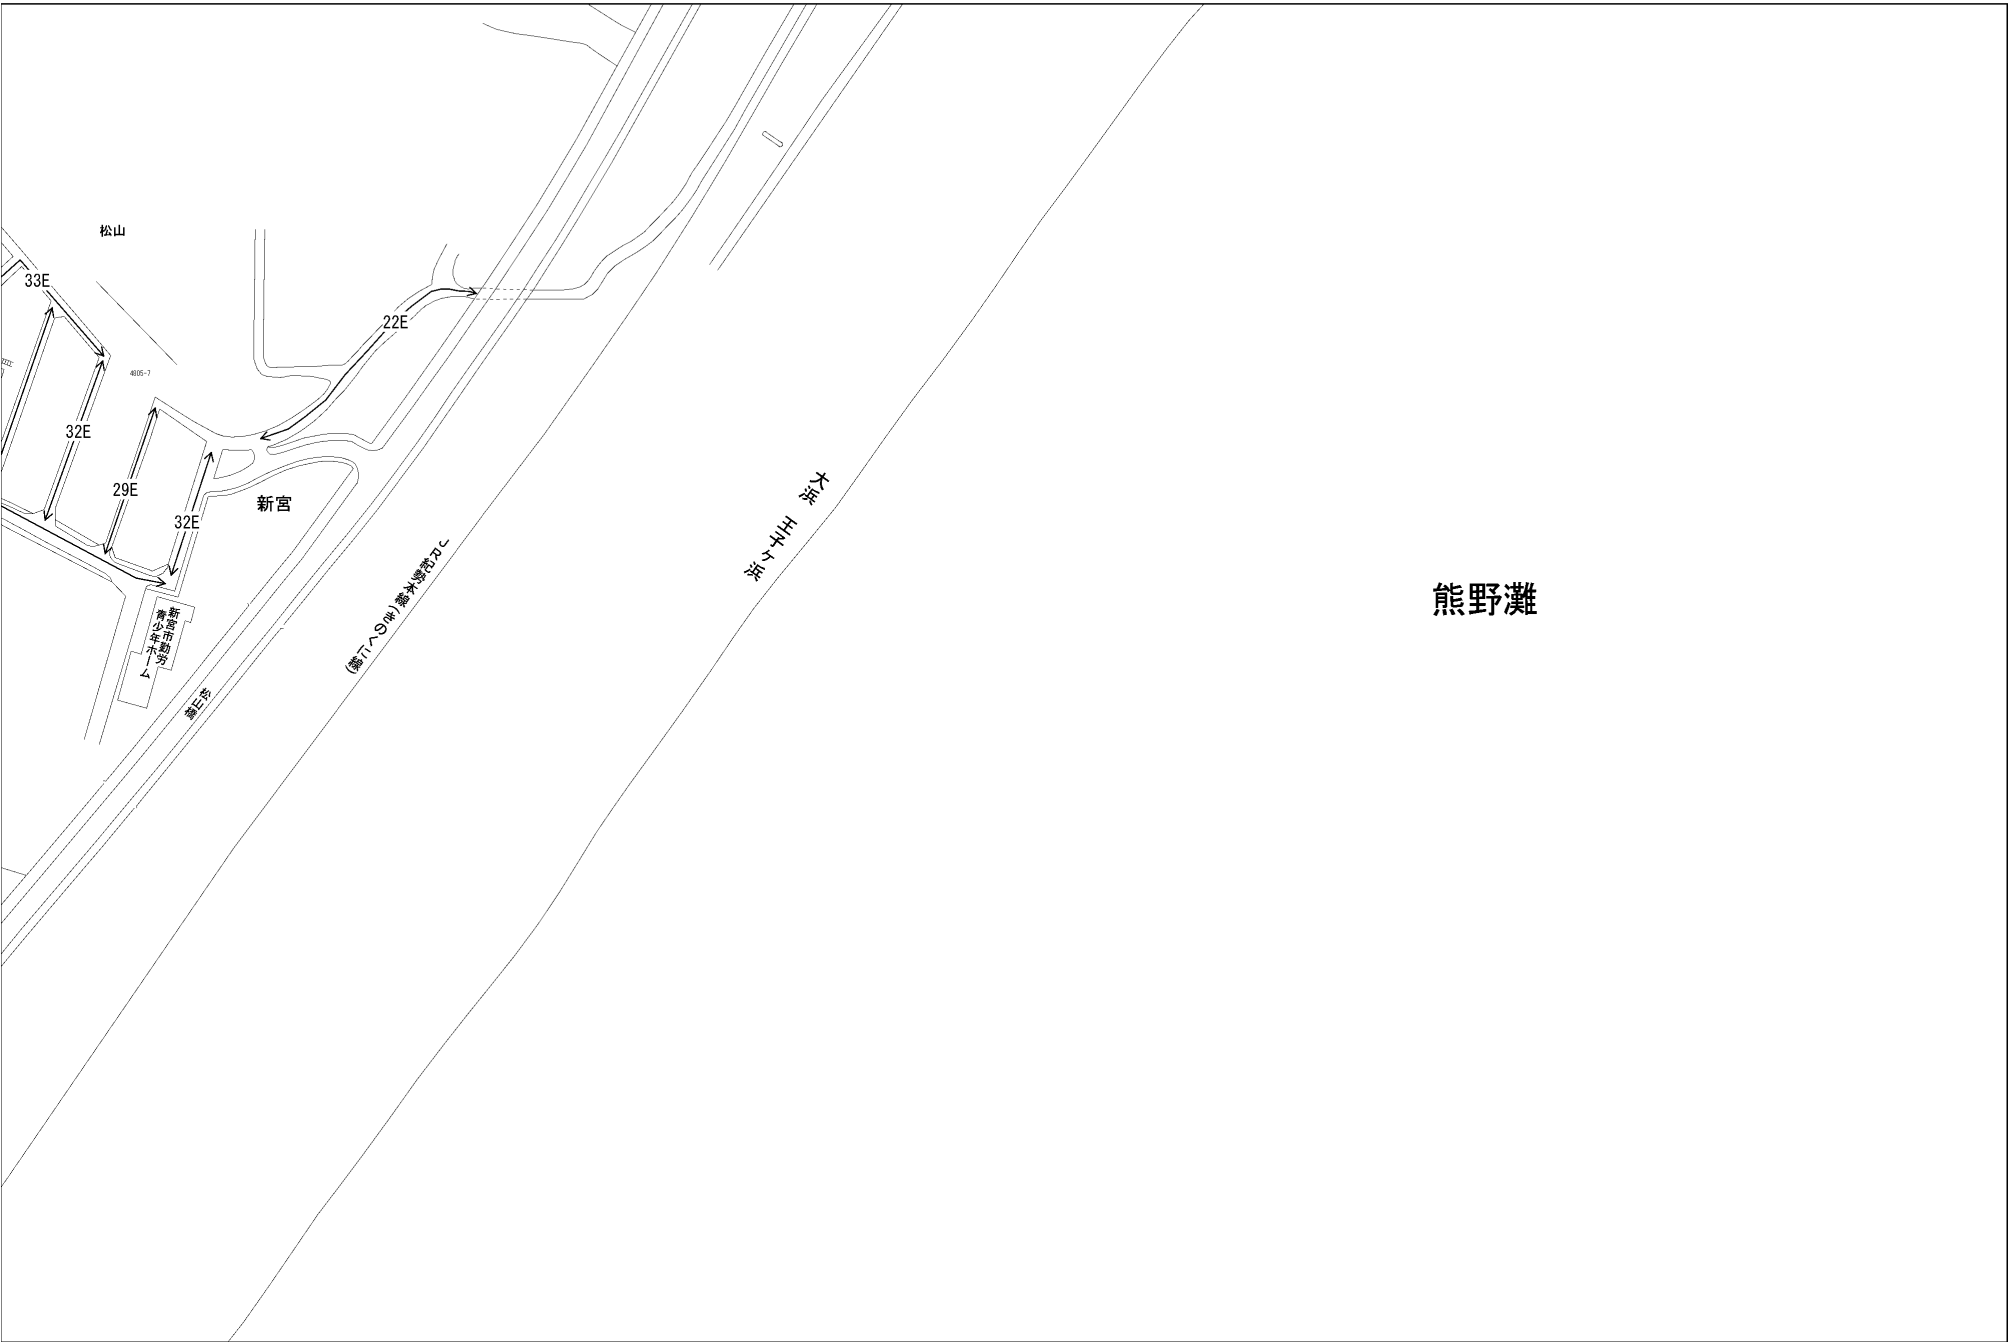 松山
33E
22E
4805-7
32E
29E
新宮
32E
大浜 王子ヶ浜
JR紀勢本線(きのくに線)
熊野灘
新宮市勤労
青少年ホーム
松山橋